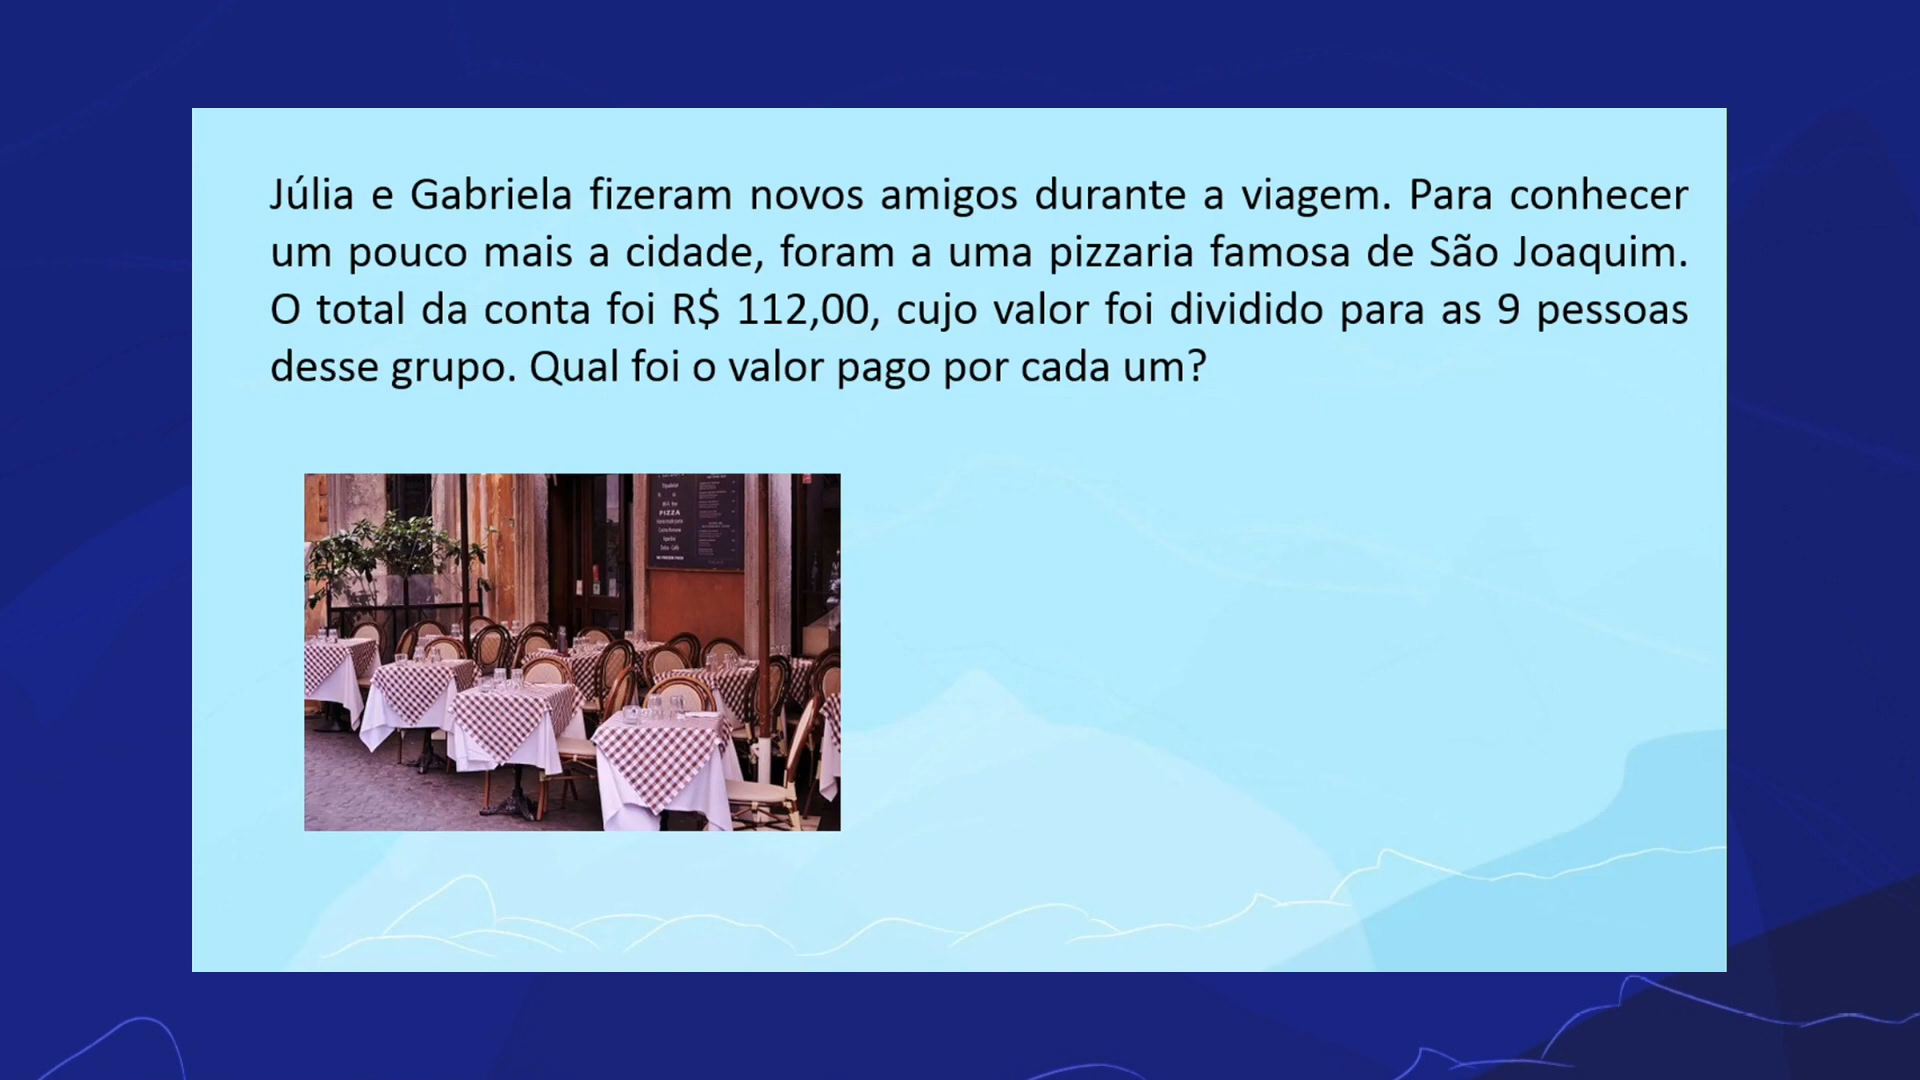 Júlia e Gabriela fizeram novos amigos durante a viagem. Para conhecer
um pouco mais a cidade, foram a uma pizzaria famosa de São Joaquim.
O total da conta foi R$ 112,00, cujo valor foi dividido para as 9 pessoas
desse grupo. Qual foi o valor pago por cada um?
PIZZA